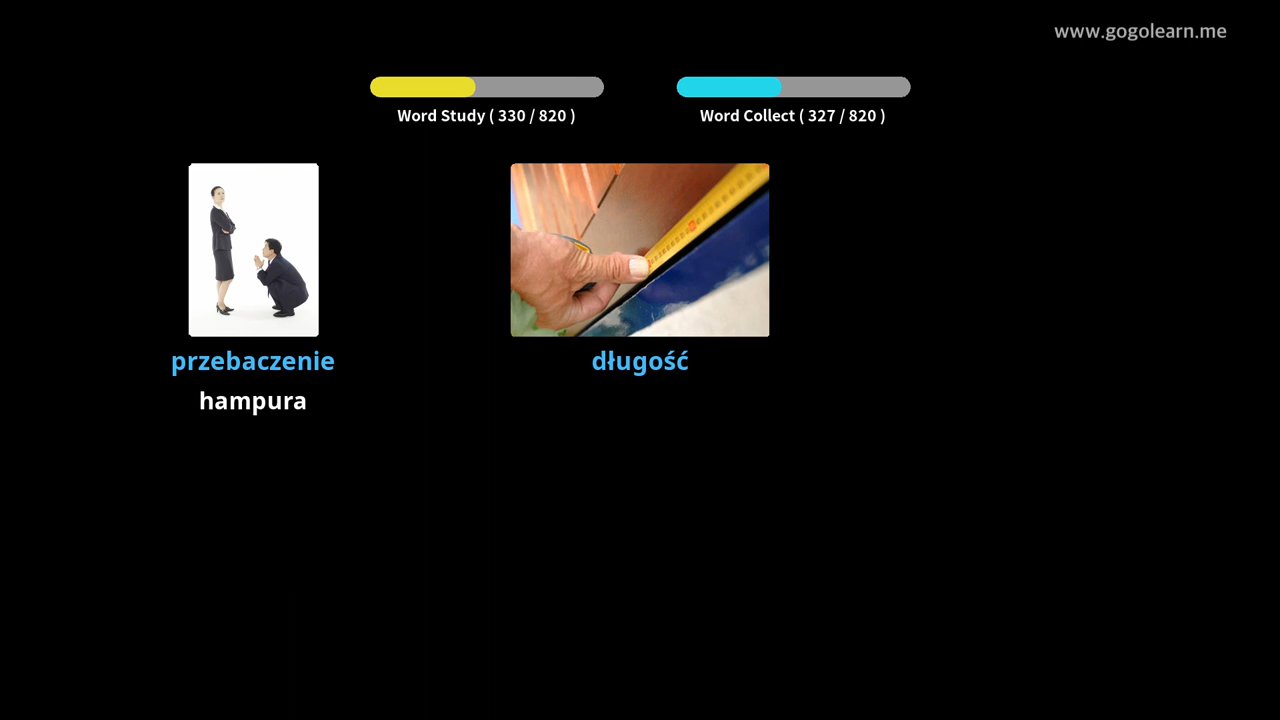 www.gogolearn.me
Word Study ( 330 / 820 )
Word Collect ( 327 / 820 )
przebaczenie
długość
hampura